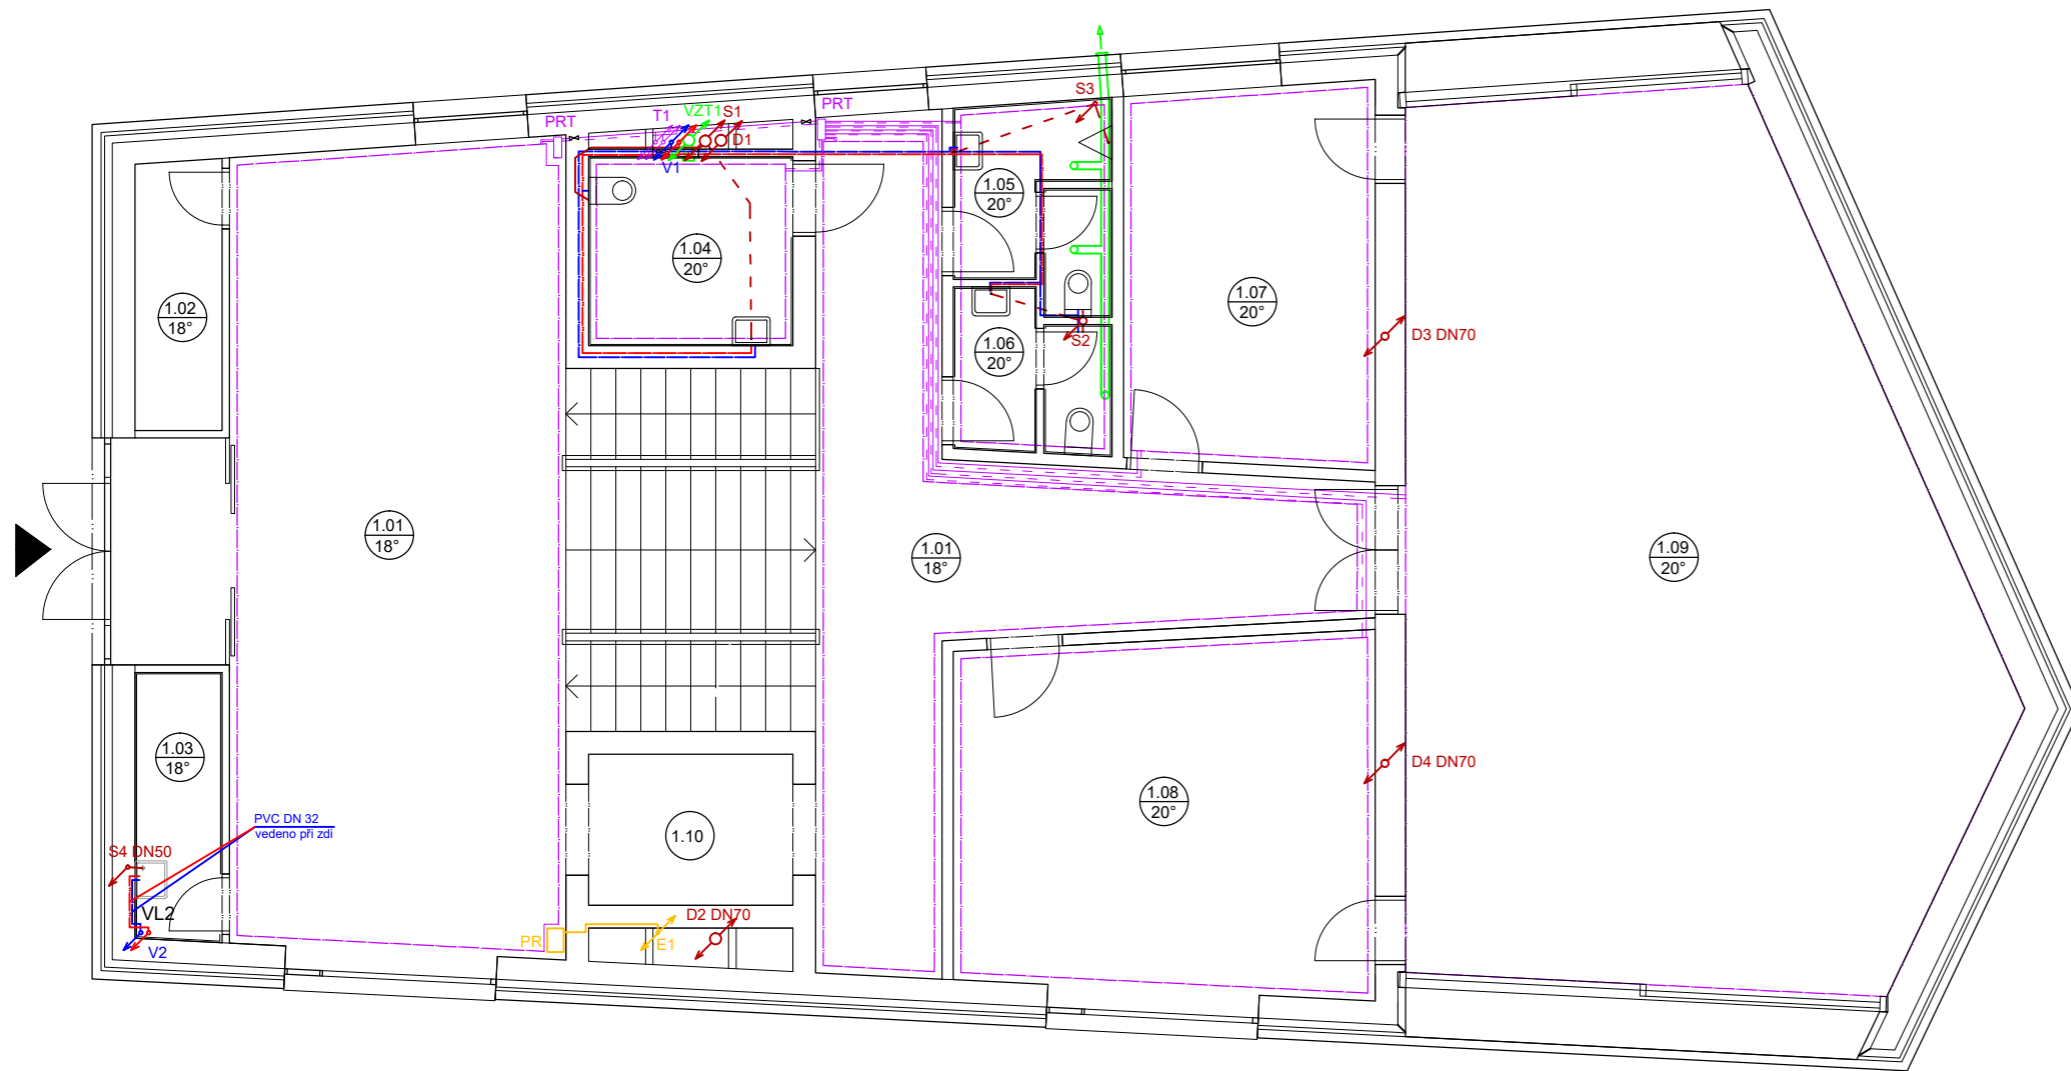 S3
PRT
VZT1
S1
T1
PRT
D1
V1
1.05
20°
1.04
20°
1.02
18°
1.07
20°
D3 DN70
S2
1.06
20°
1.01
18°
1.01
18°
1.09
20°
1.03
18°
D4 DN70
1.08
20°
PVC DN 32
vedeno při zdi
1.10
S4 DN50
VL2
D2 DN70
PR
E1
V2